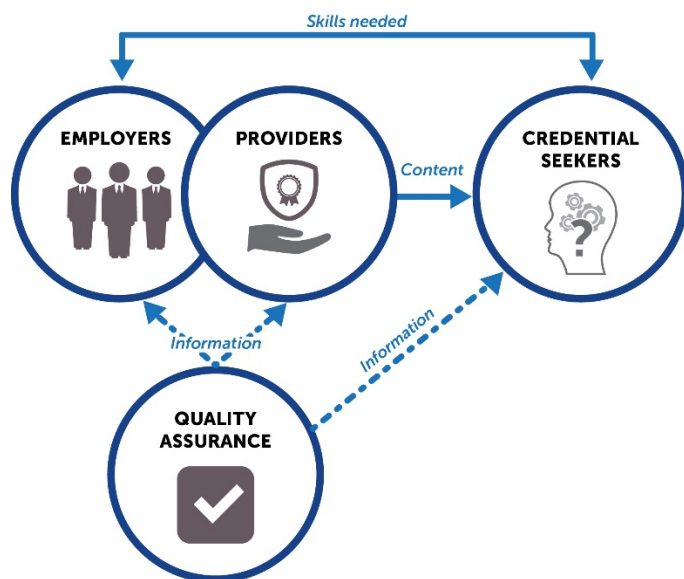 Skills needed
EMPLOYERS
PROVIDERS
CREDENTIAL
SEEKERS
Content
?
Information
Information
QUALITY
ASSURANCE